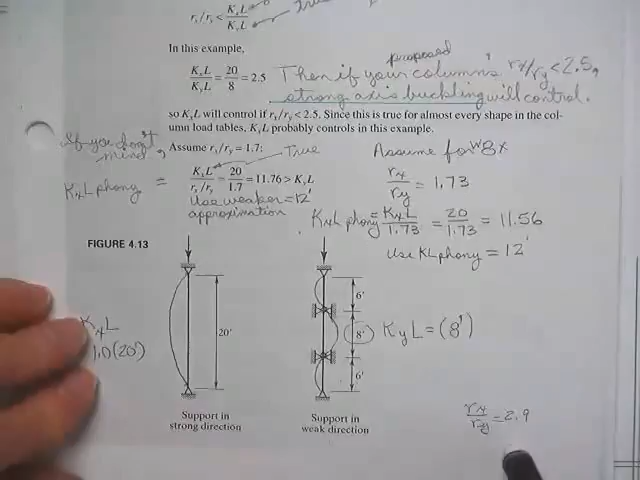 rx/ry < KxL/KyL True
In this example,
KxL/KyL = 20/8 = 2.5 Then if your proposed columns' rx/ry < 2.5, strong axis buckling will control.
so KxL will control if rx/ry < 2.5. Since this is true for almost every shape in the col-
umn load tables, KxL probably controls in this example.
If you don't mind,
Assume rx/ry = 1.7: True
Assume for W8x
KxL phony = KxL/(rx/ry) = 20/1.7 = 11.76 > KyL
rx/ry = 1.73
Use weaker = 12'
approximation
KxL phony = KxL/1.73 = 20/1.73 = 11.56
Use KL phony = 12'
FIGURE 4.13
6'
20'
8'
KyL = (8')
6'
KxL
1.0(20')
Support in
strong direction
Support in
weak direction
rx/ry = 2.9